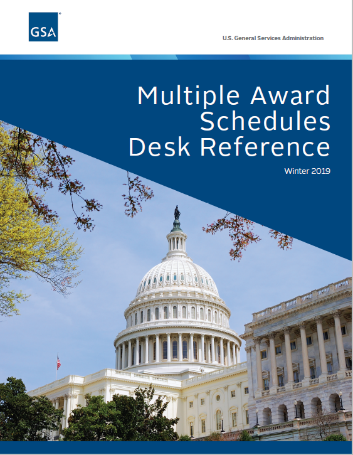 GSA
U.S. General Services Administration
Multiple Award
Schedules
Desk Reference
Winter 2019